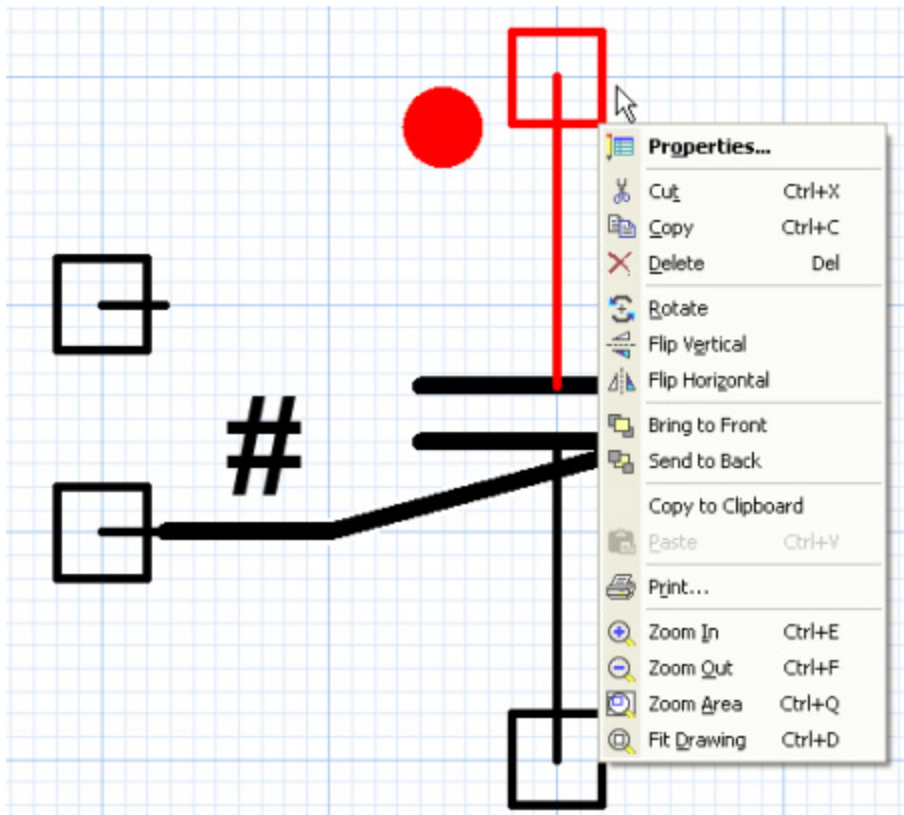 Properties...
Cut Ctrl+X
Copy Ctrl+C
Delete Del
Rotate
Flip Vertical
Flip Horizontal
#
Bring to Front
Send to Back
Copy to Clipboard
Paste Ctrl+V
Print...
Zoom In Ctrl+E
Zoom Out Ctrl+F
Zoom Area Ctrl+Q
Fit Drawing Ctrl+D